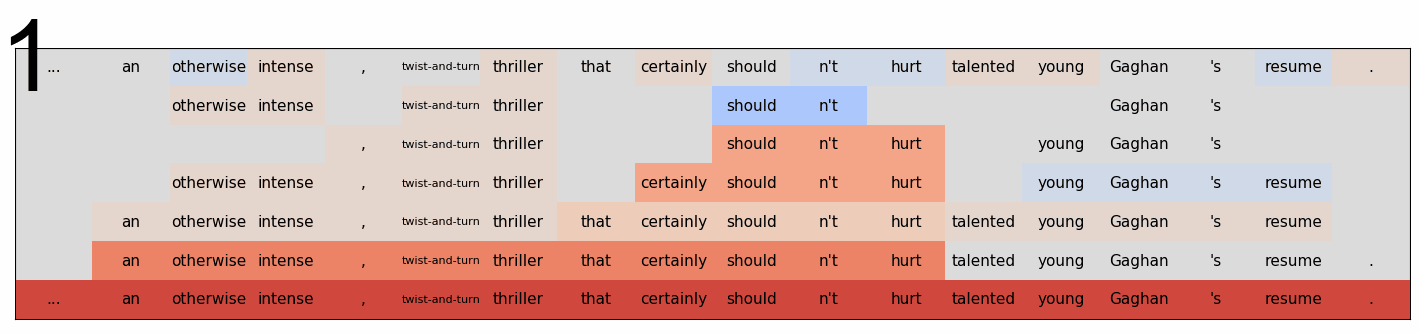 1
... an otherwise intense , twist-and-turn thriller that certainly should n't hurt talented young Gaghan 's resume .
otherwise intense twist-and-turn thriller should n't Gaghan 's
, twist-and-turn thriller should n't hurt young Gaghan 's
otherwise intense , twist-and-turn thriller certainly should n't hurt young Gaghan 's resume
an otherwise intense , twist-and-turn thriller that certainly should n't hurt talented young Gaghan 's resume
an otherwise intense , twist-and-turn thriller that certainly should n't hurt talented young Gaghan 's resume .
... an otherwise intense , twist-and-turn thriller that certainly should n't hurt talented young Gaghan 's resume .